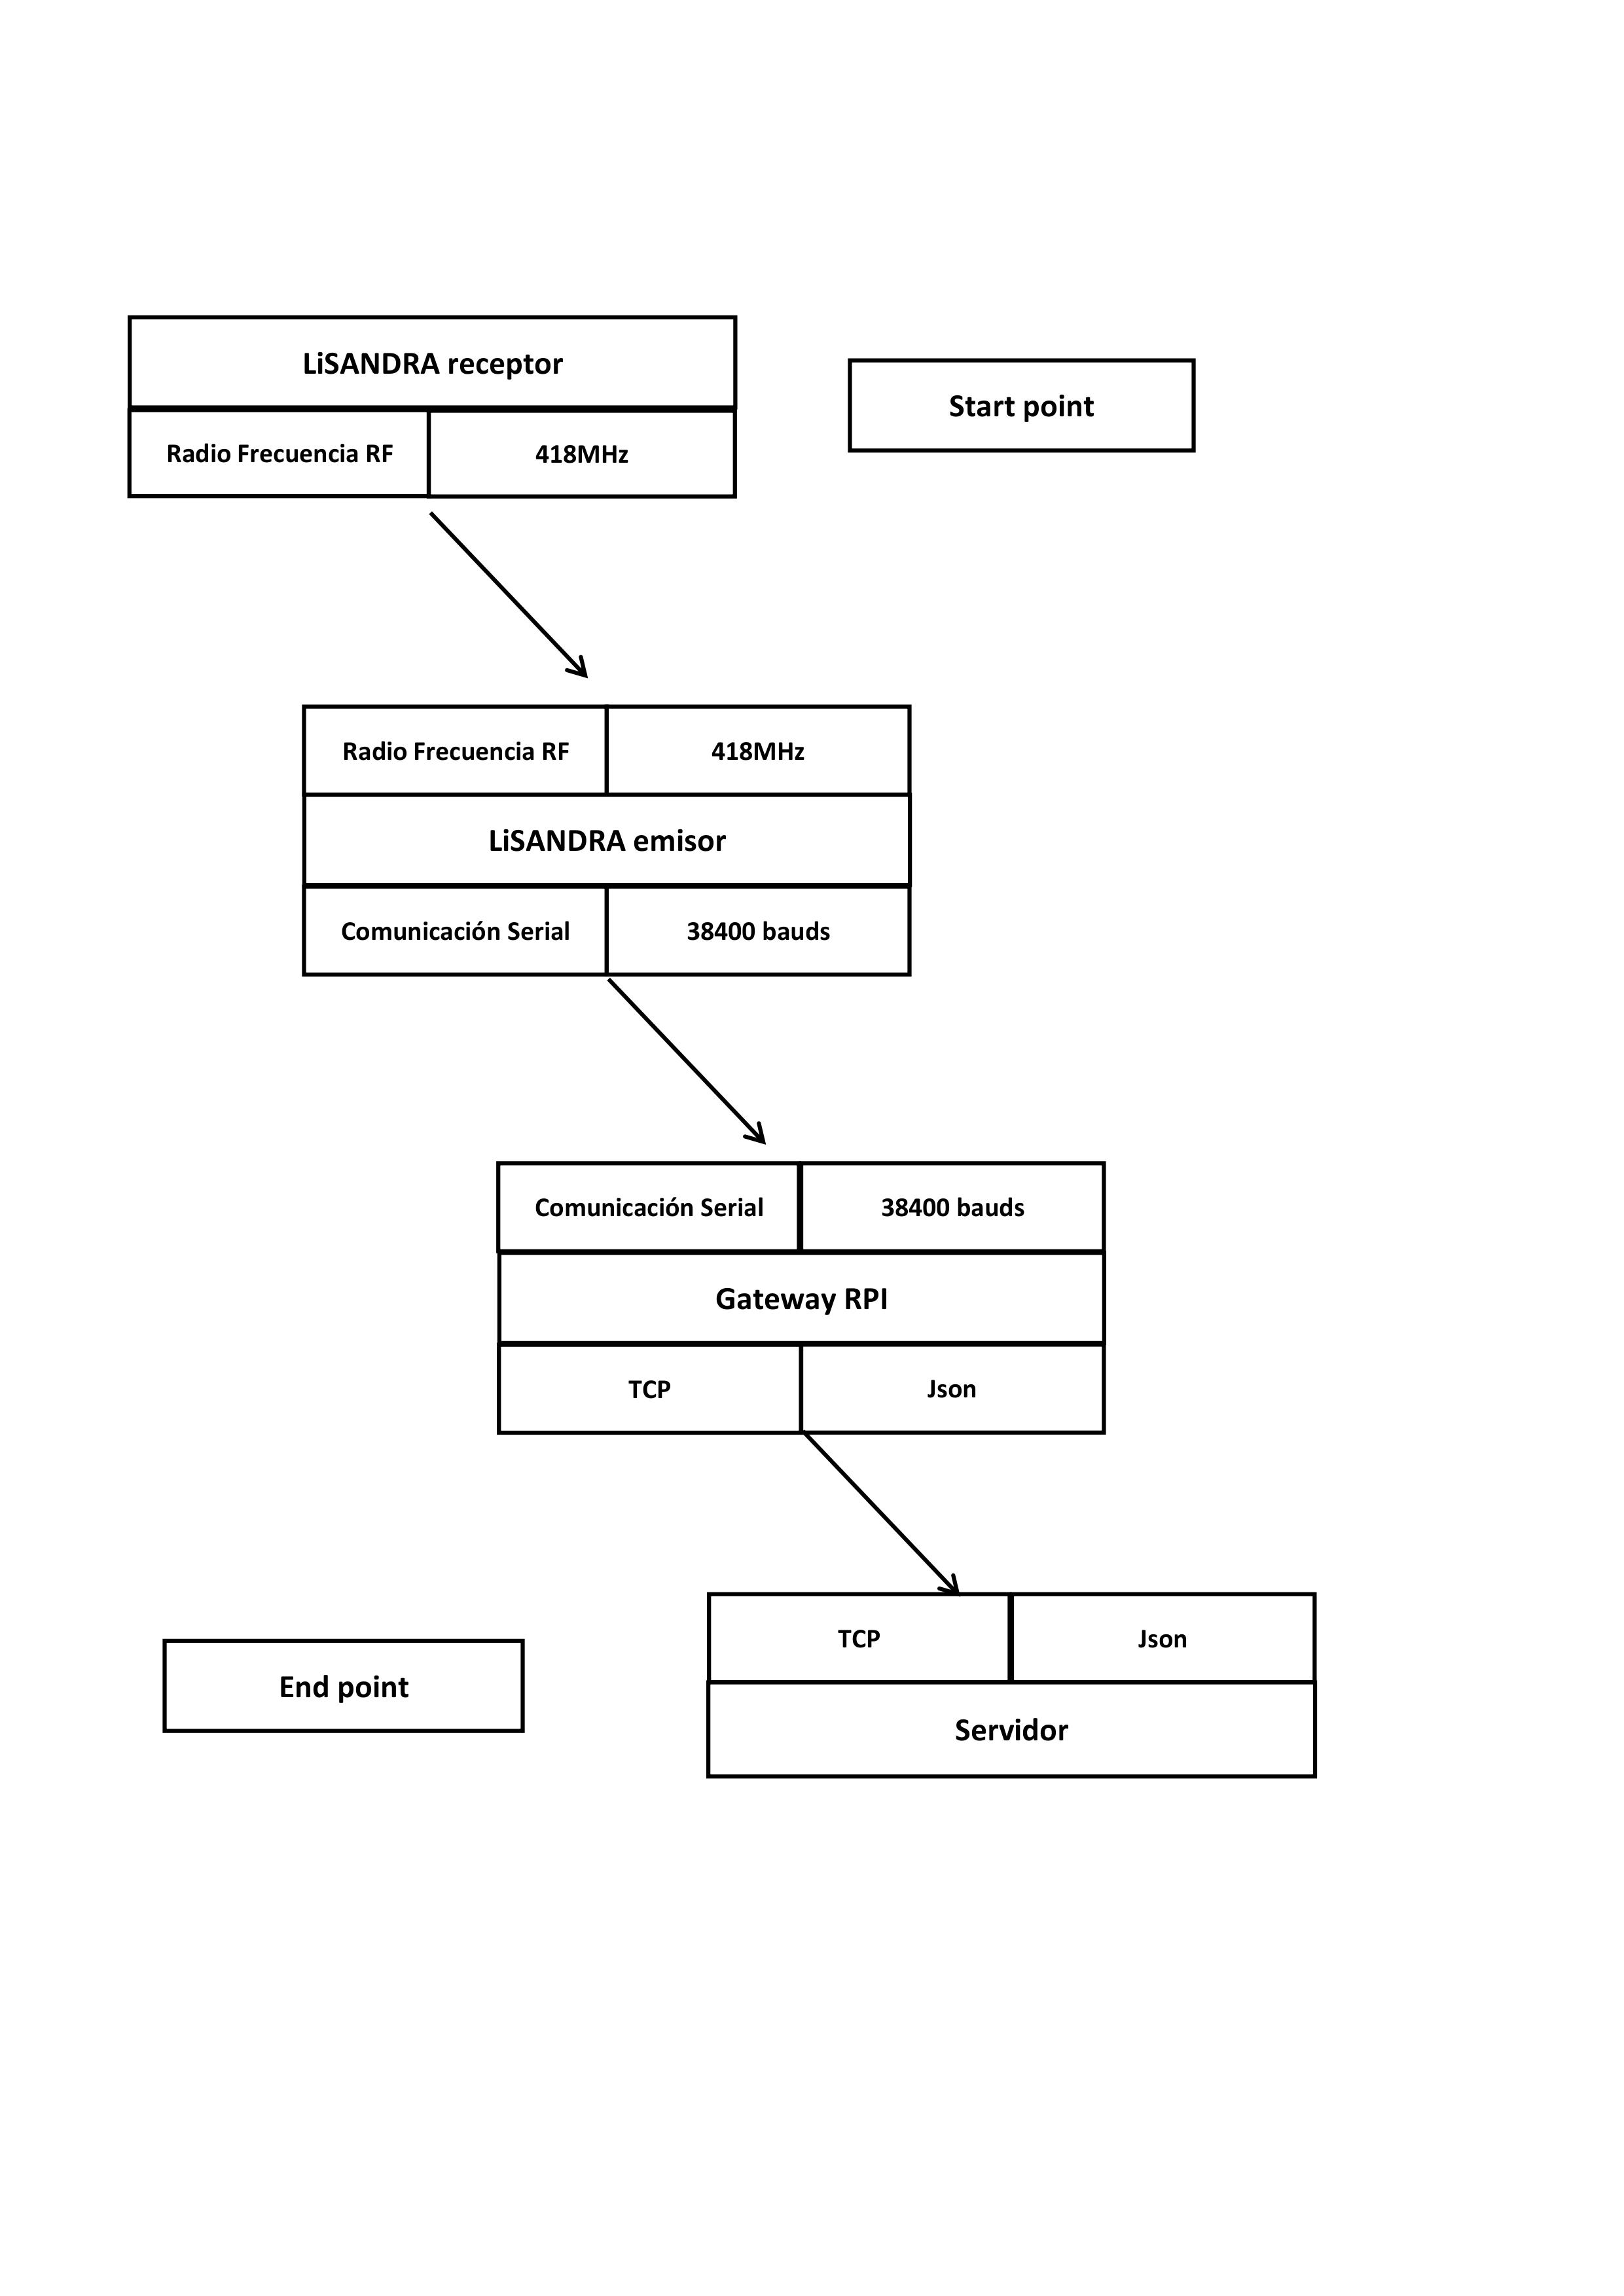 LiSANDRA receptor
Start point
Radio Frecuencia RF
418MHz
Radio Frecuencia RF
418MHz
LiSANDRA emisor
Comunicación Serial
38400 bauds
Comunicación Serial
38400 bauds
Gateway RPI
TCP
Json
TCP
Json
End point
Servidor